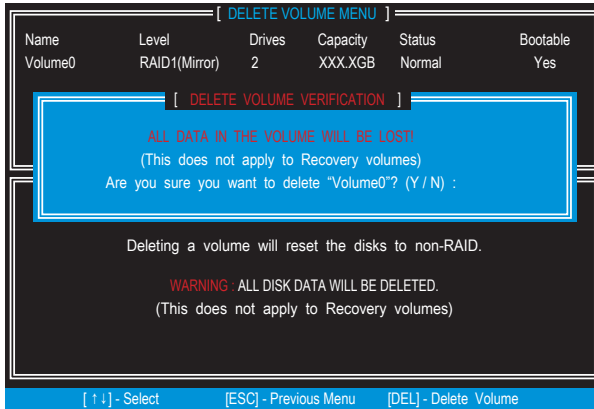 [ DELETE VOLUME MENU ]
Name Level Drives Capacity Status Bootable
Volume0 RAID1(Mirror) 2 XXX.XGB Normal Yes
[ DELETE VOLUME VERIFICATION ]
ALL DATA IN THE VOLUME WILL BE LOST!
(This does not apply to Recovery volumes)
Are you sure you want to delete “Volume0”? (Y / N) :
Deleting a volume will reset the disks to non-RAID.
WARNING : ALL DISK DATA WILL BE DELETED.
(This does not apply to Recovery volumes)
[ ↑↓] - Select [ESC] - Previous Menu [DEL] - Delete Volume